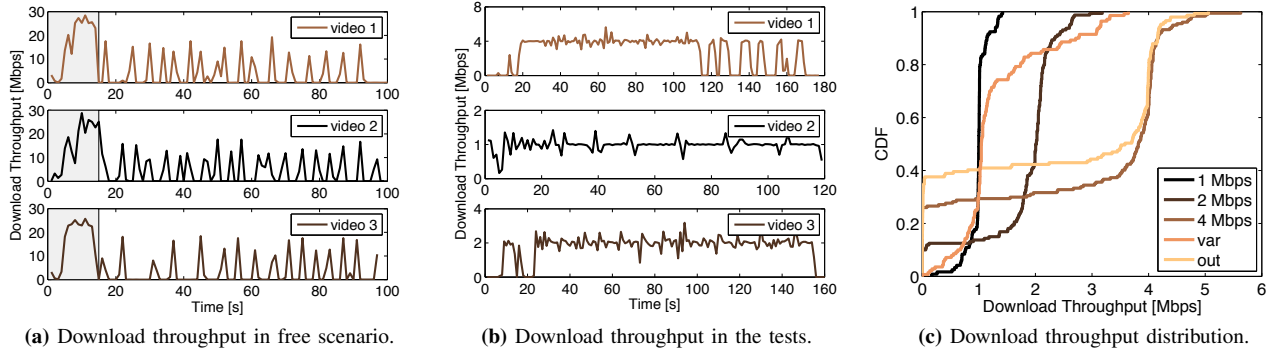 Download Throughput [Mbps]
30
20
10
0
0 20 40 60 80 100
video 1
30
20
10
0
0 20 40 60 80 100
video 2
30
20
10
0
0 20 40 60 80 100
video 3
Time [s]
(a) Download throughput in free scenario.
Download Throughput [Mbps]
8
4
0
0 20 40 60 80 100 120 140 160 180
video 1
2
1
0
0 20 40 60 80 100 120
video 2
4
2
0
0 20 40 60 80 100 120 140 160
video 3
Time [s]
(b) Download throughput in the tests.
CDF
1
0.8
0.6
0.4
0.2
0
0 1 2 3 4 5 6
1 Mbps
2 Mbps
4 Mbps
var
out
Download Throughput [Mbps]
(c) Download throughput distribution.